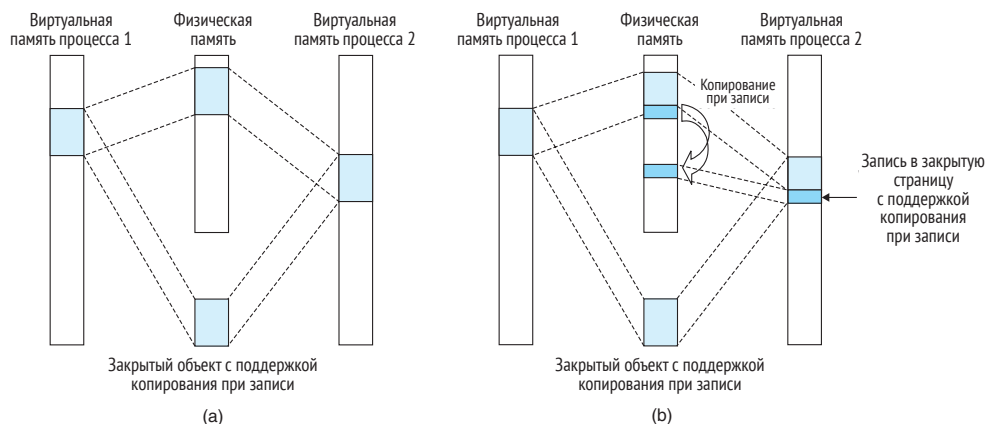 Виртуальная
память процесса 1
Физическая
память
Виртуальная
память процесса 2
Закрытый объект с поддержкой
копирования при записи
(a)
Виртуальная
память процесса 1
Физическая
память
Виртуальная
память процесса 2
Копирование
при записи
Запись в закрытую
страницу
с поддержкой
копирования
при записи
Закрытый объект с поддержкой
копирования при записи
(b)